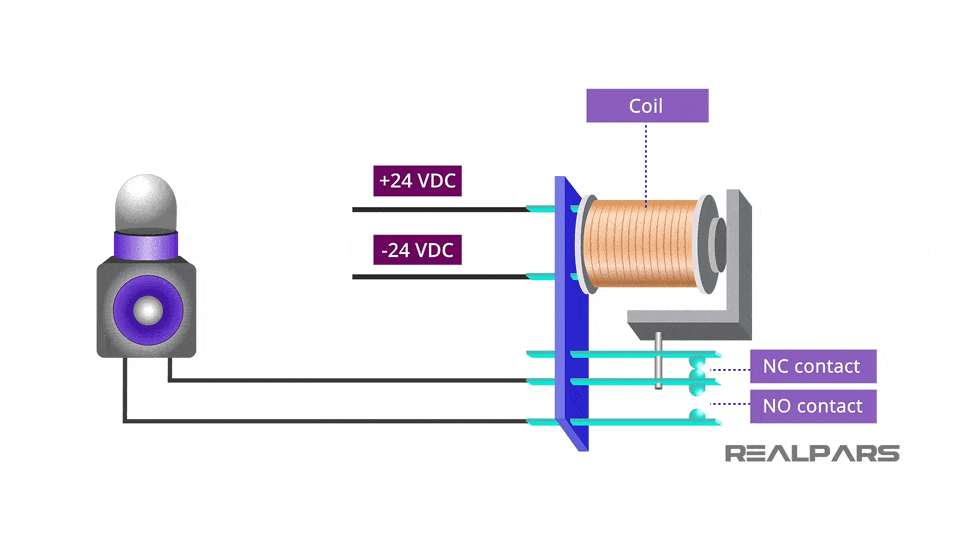 Coil
+24 VDC
-24 VDC
NC contact
NO contact
REALPARS